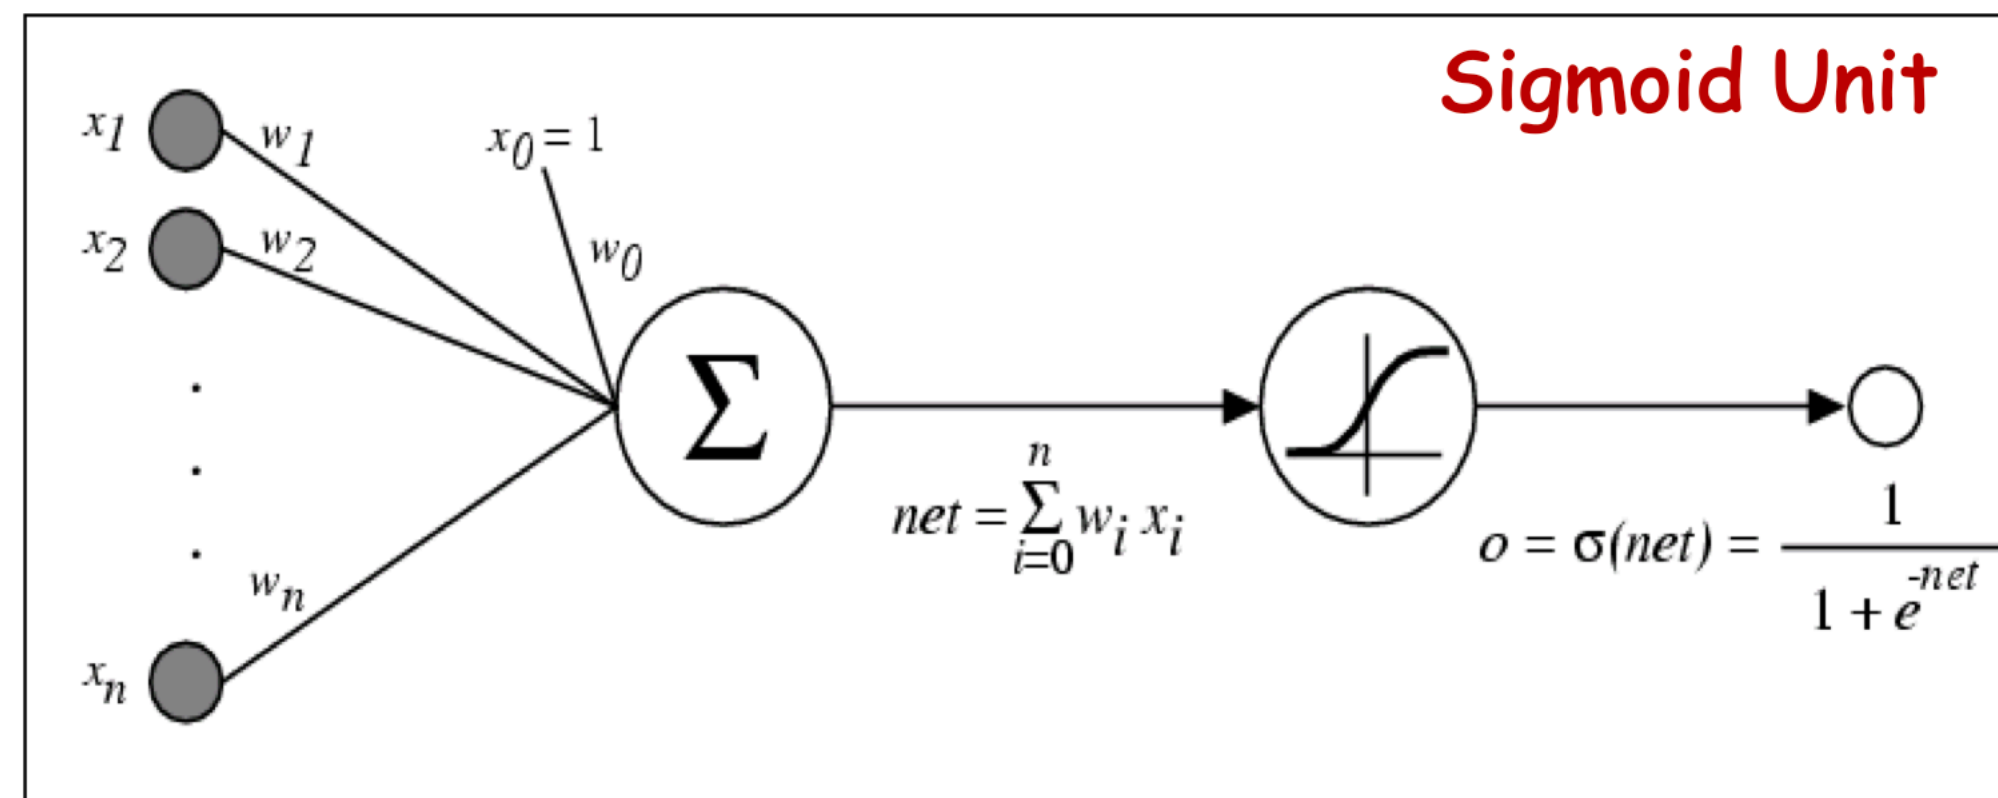 Sigmoid Unit
x1
w1
x0 = 1
x2
w2
w0
Σ
n
net = Σ wi xi
i=0
1
o = σ(net) =
1 + e-net
wn
xn